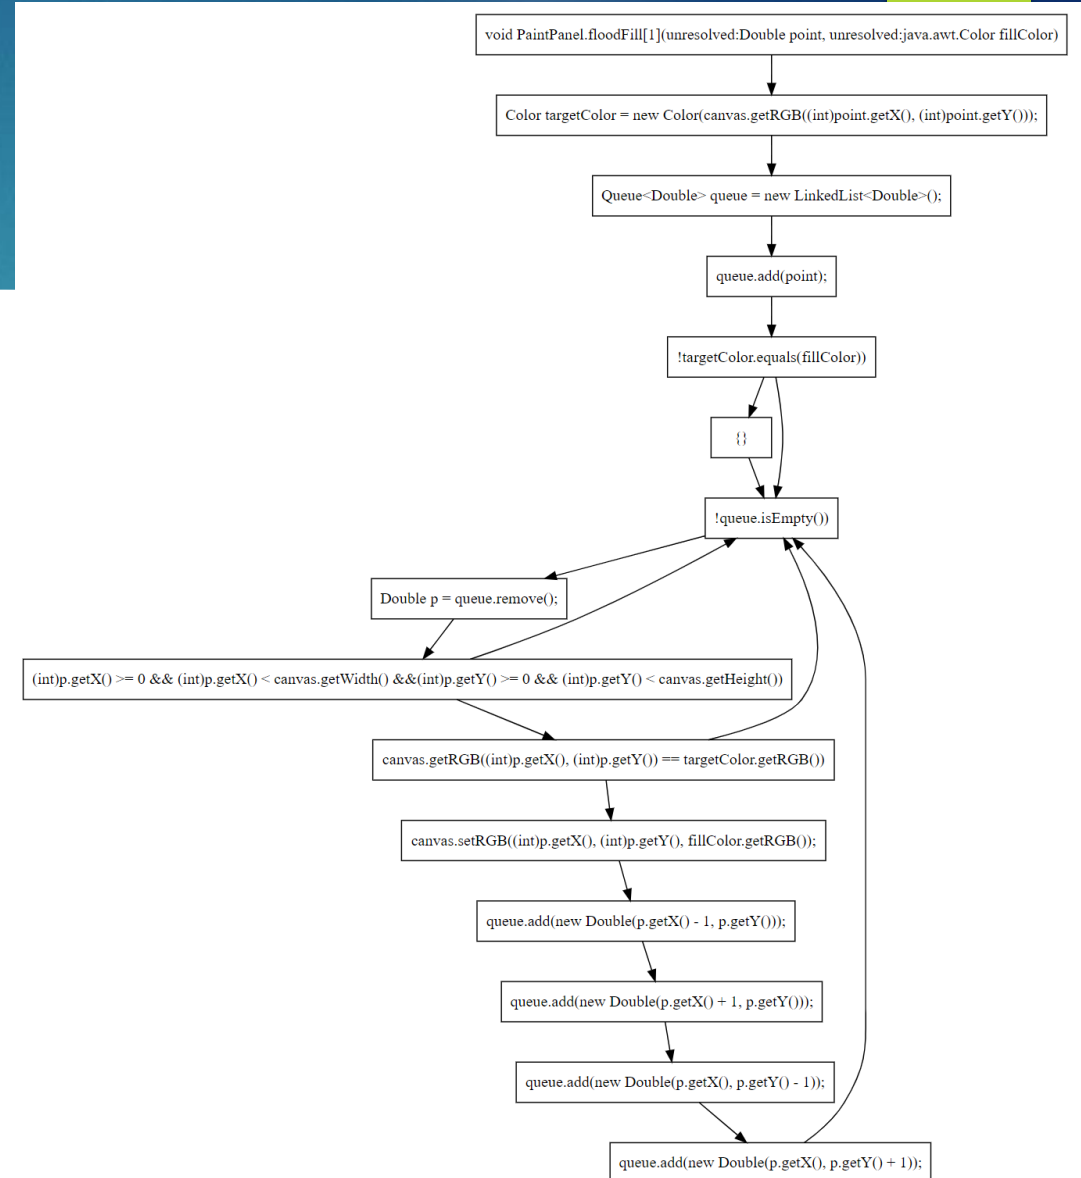 void PaintPanel.floodFill[1](unresolved:Double point, unresolved:java.awt.Color fillColor)
Color targetColor = new Color(canvas.getRGB((int)point.getX(), (int)point.getY()));
Queue<Double> queue = new LinkedList<Double>();
queue.add(point);
!targetColor.equals(fillColor))
{}
!queue.isEmpty())
Double p = queue.remove();
(int)p.getX() >= 0 && (int)p.getX() < canvas.getWidth() &&(int)p.getY() >= 0 && (int)p.getY() < canvas.getHeight())
canvas.getRGB((int)p.getX(), (int)p.getY()) == targetColor.getRGB())
canvas.setRGB((int)p.getX(), (int)p.getY(), fillColor.getRGB());
queue.add(new Double(p.getX() - 1, p.getY()));
queue.add(new Double(p.getX() + 1, p.getY()));
queue.add(new Double(p.getX(), p.getY() - 1));
queue.add(new Double(p.getX(), p.getY() + 1));